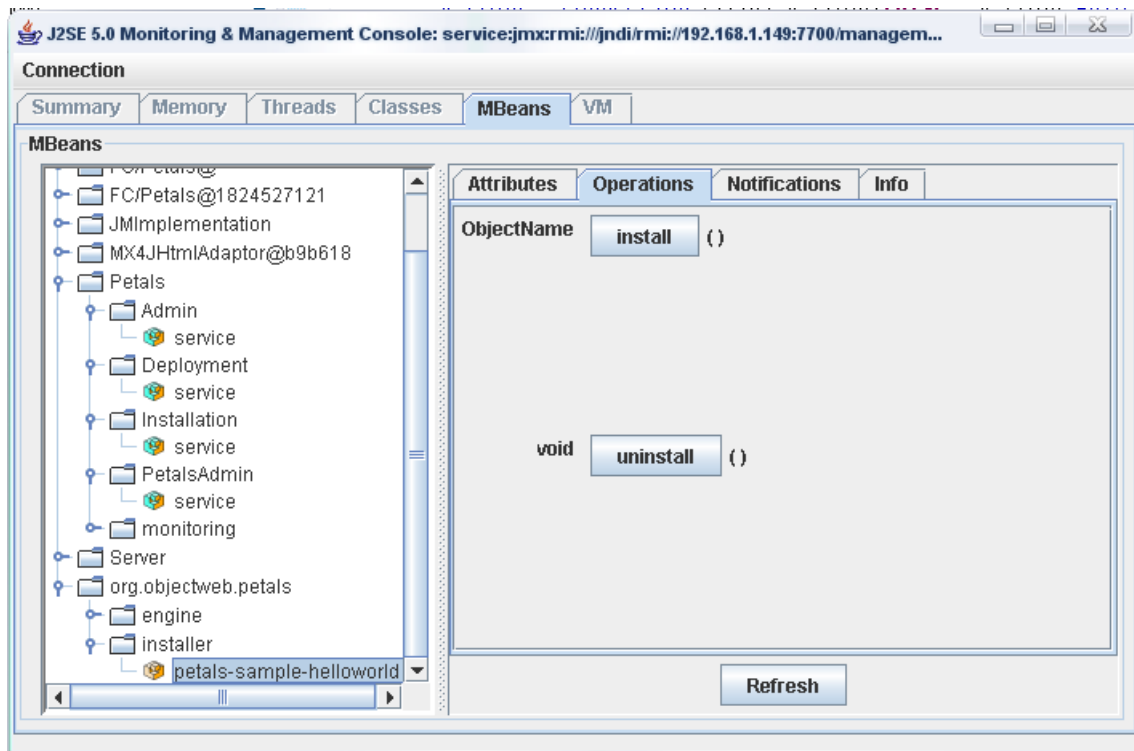 J2SE 5.0 Monitoring & Management Console: service:jmx:rmi:///jndi/rmi://192.168.1.149:7700/managem...
Connection
Summary Memory Threads Classes MBeans VM
MBeans
FC/Petals@1824527121
JMImplementation
MX4JHtmlAdaptor@b9b618
Petals
Admin
service
Deployment
service
Installation
service
PetalsAdmin
service
monitoring
Server
org.objectweb.petals
engine
installer
petals-sample-helloworld
Attributes Operations Notifications Info
ObjectName install ()
void uninstall ()
Refresh